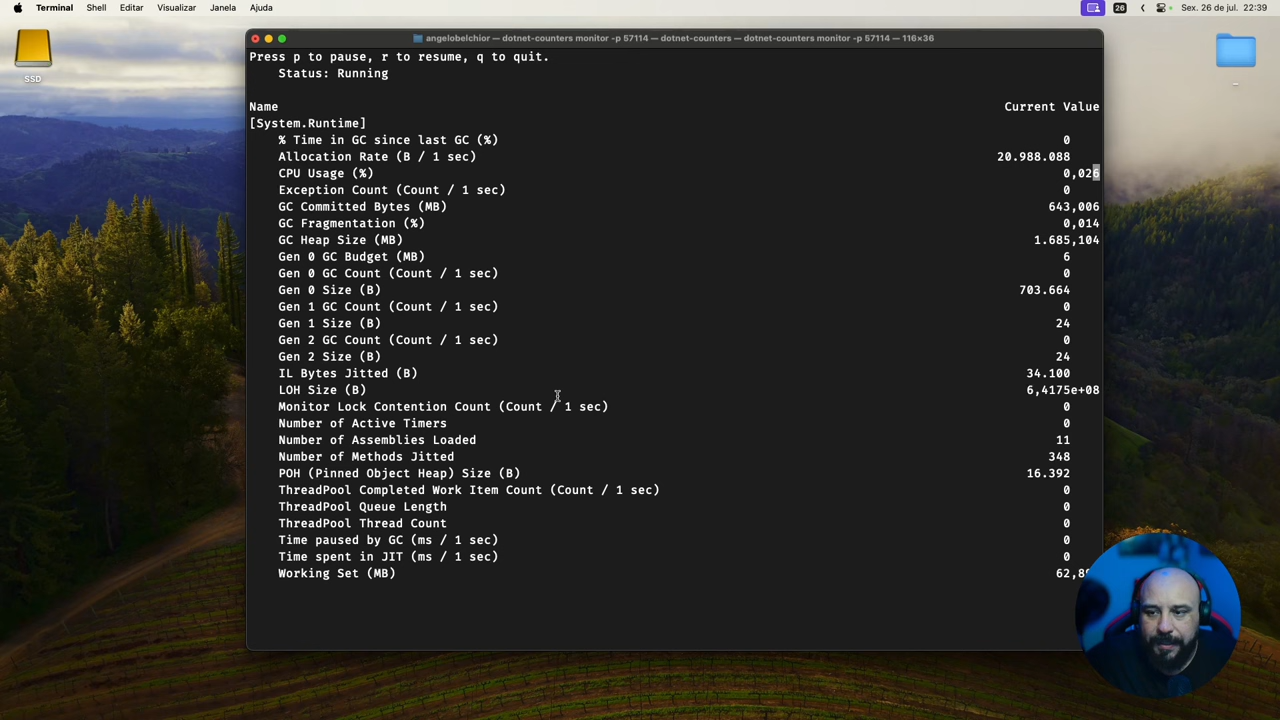 Terminal Shell Editar Visualizar Janela Ajuda 26 Sex. 26 de jul. 22:39
SSD
angelobelchior — dotnet-counters monitor -p 57114 — dotnet-counters — dotnet-counters monitor -p 57114 — 116×36
Press p to pause, r to resume, q to quit.
Status: Running
Name Current Value
[System.Runtime]
% Time in GC since last GC (%) 0
Allocation Rate (B / 1 sec) 20.988.088
CPU Usage (%) 0,026
Exception Count (Count / 1 sec) 0
GC Committed Bytes (MB) 643,006
GC Fragmentation (%) 0,014
GC Heap Size (MB) 1.685,104
Gen 0 GC Budget (MB) 6
Gen 0 GC Count (Count / 1 sec) 0
Gen 0 Size (B) 703.664
Gen 1 GC Count (Count / 1 sec) 0
Gen 1 Size (B) 24
Gen 2 GC Count (Count / 1 sec) 0
Gen 2 Size (B) 24
IL Bytes Jitted (B) 34.100
LOH Size (B) 6,4175e+08
Monitor Lock Contention Count (Count / 1 sec) 0
Number of Active Timers 0
Number of Assemblies Loaded 11
Number of Methods Jitted 348
POH (Pinned Object Heap) Size (B) 16.392
ThreadPool Completed Work Item Count (Count / 1 sec) 0
ThreadPool Queue Length 0
ThreadPool Thread Count 0
Time paused by GC (ms / 1 sec) 0
Time spent in JIT (ms / 1 sec) 0
Working Set (MB)